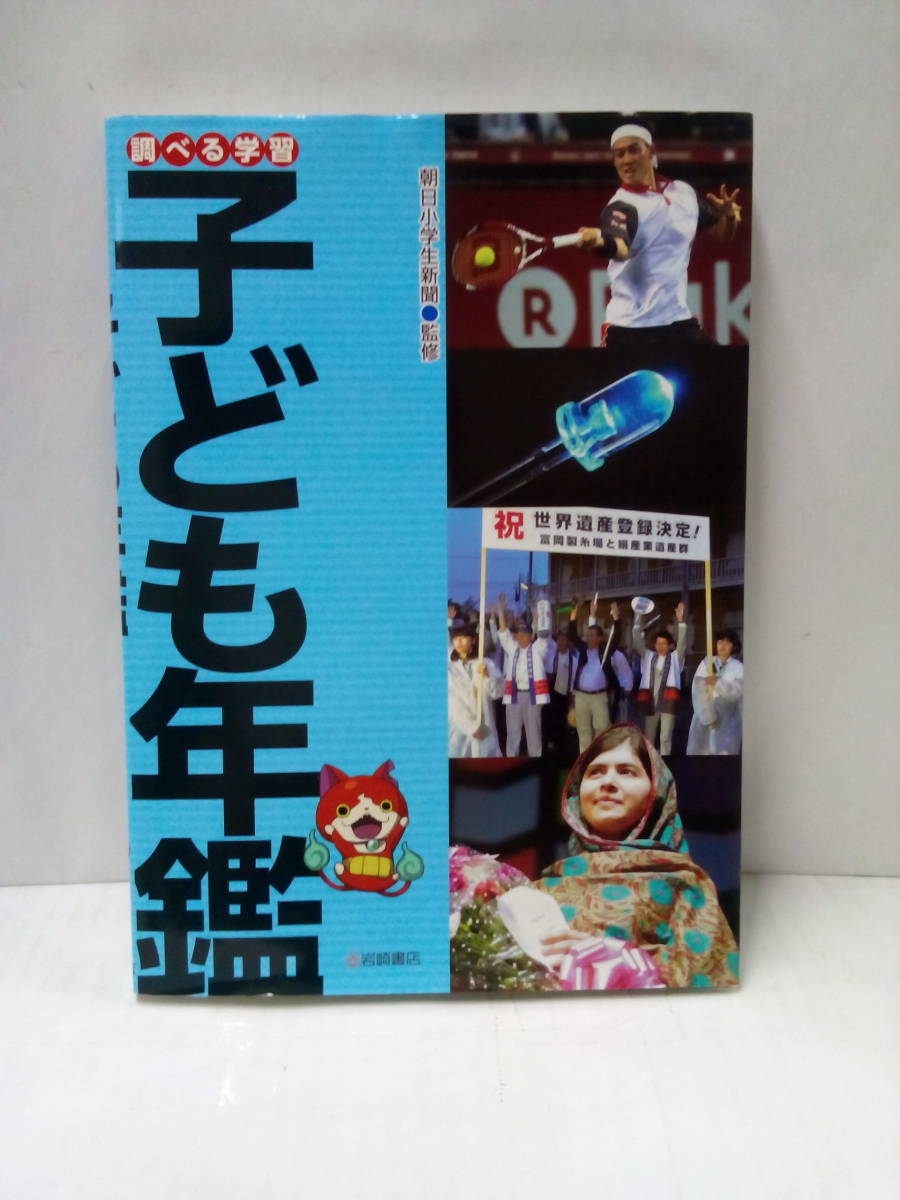 調べる学習
子ども年鑑
朝日小学生新聞●監修
R
祝 世界遺産登録決定!
富岡製糸場と絹産業遺産群
岩崎書店